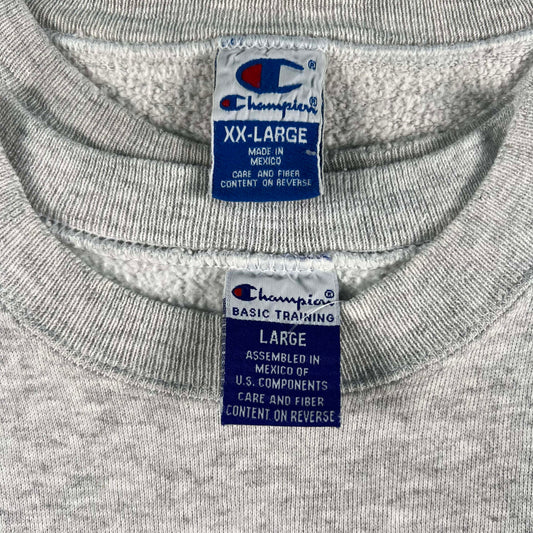 Champion®
XX-LARGE
MADE IN
MEXICO
CARE AND FIBER
CONTENT ON REVERSE
Champion®
BASIC TRAINING
LARGE
ASSEMBLED IN
MEXICO OF
U.S. COMPONENTS
CARE AND FIBER
CONTENT ON REVERSE